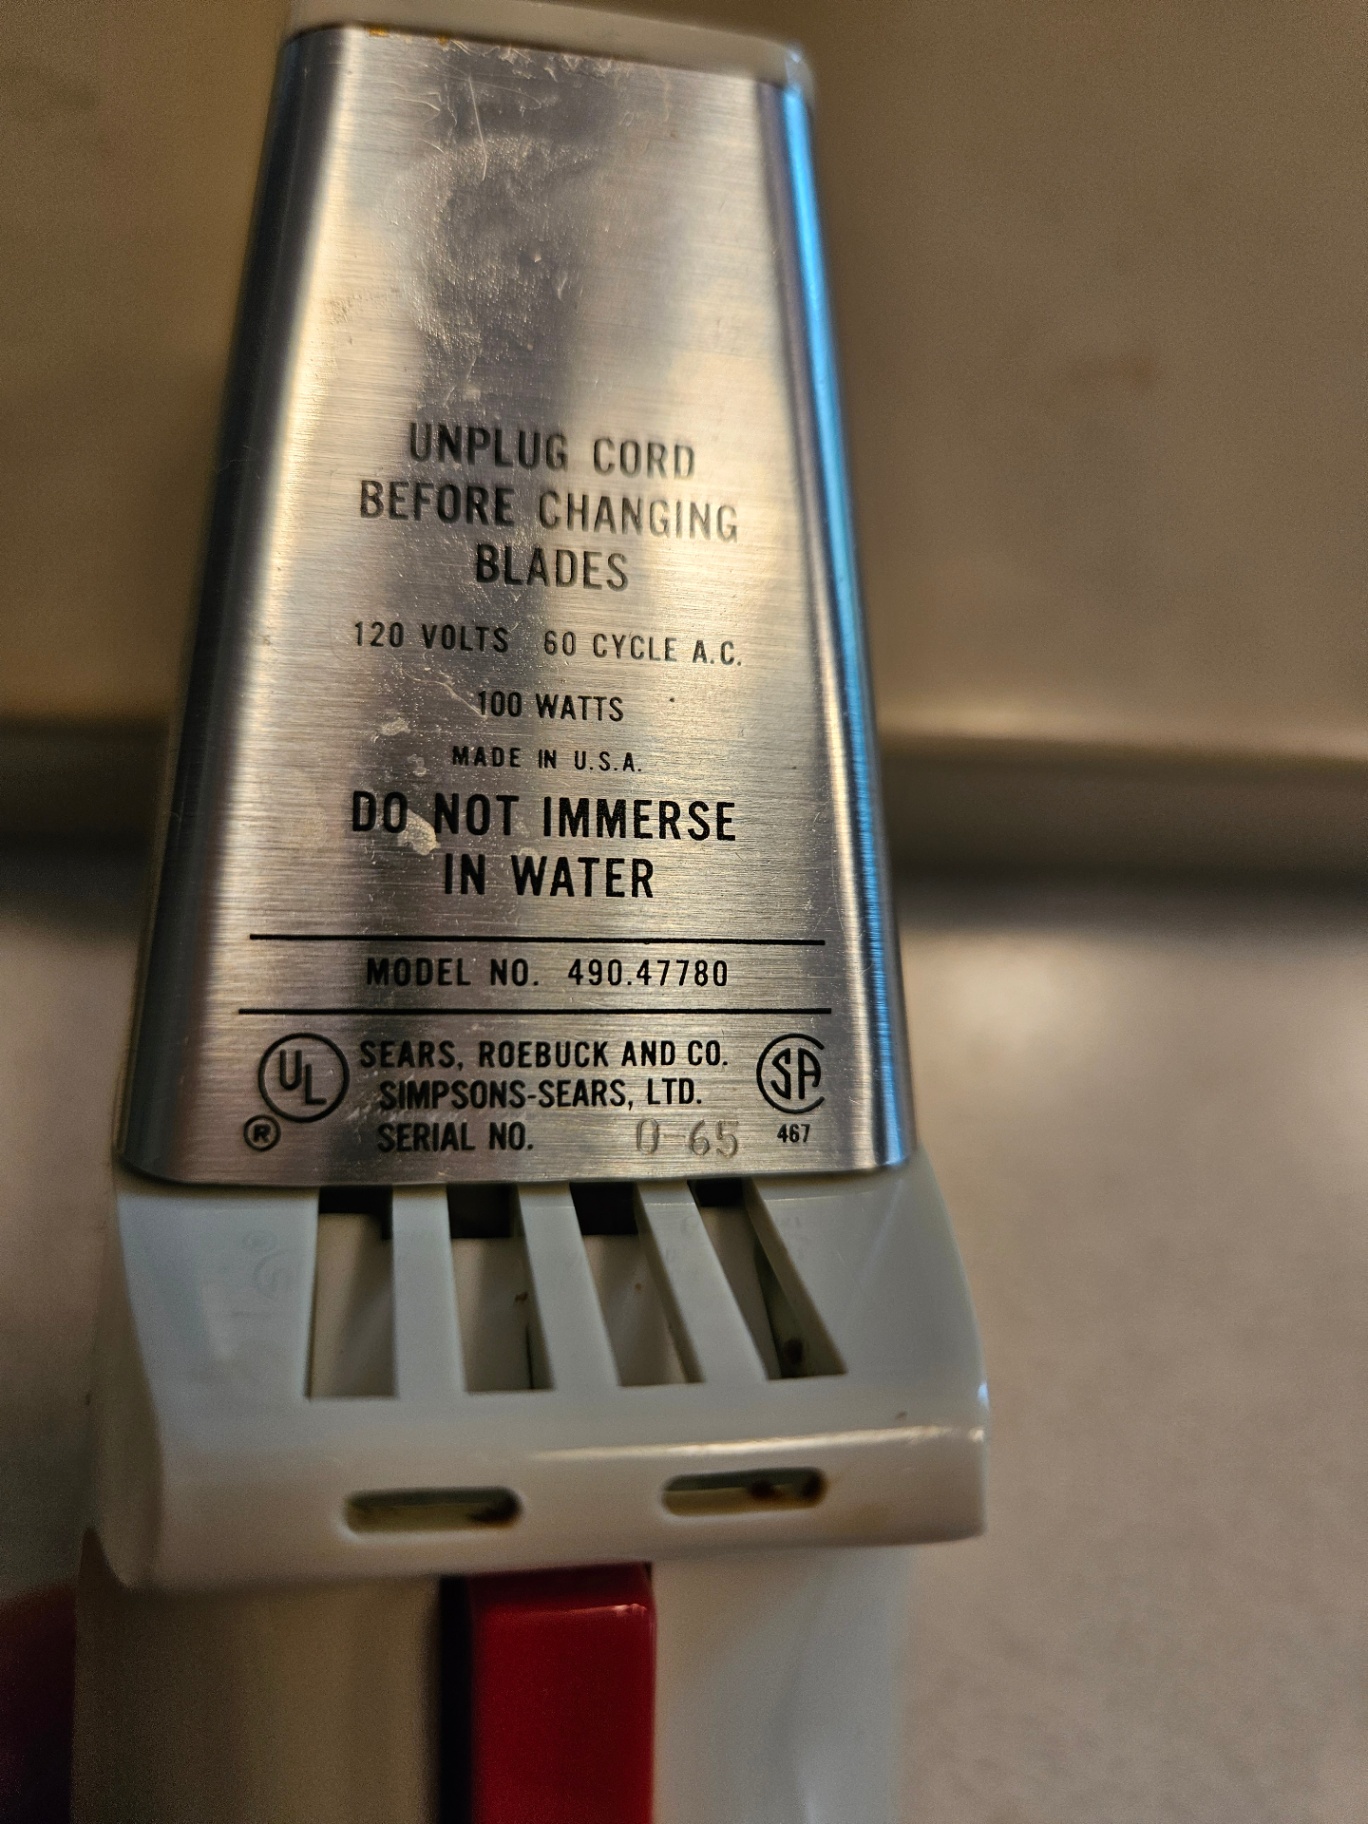 UNPLUG CORD
BEFORE CHANGING
BLADES
120 VOLTS 60 CYCLE A.C.
100 WATTS
MADE IN U.S.A.
DO NOT IMMERSE
IN WATER
MODEL NO. 490.47780
UL SEARS, ROEBUCK AND CO. SA
SIMPSONS-SEARS, LTD.
® SERIAL NO. 0-65 467